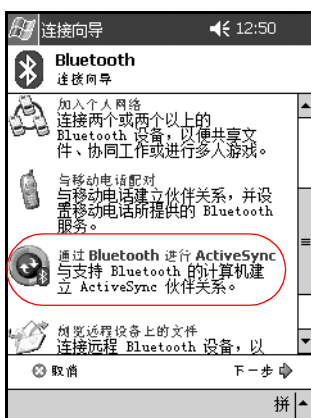 连接向导 12:50
Bluetooth
连接向导
加入个人网络
连接两个或两个以上的
Bluetooth 设备，以便共享文
件、协同工作或进行多人游戏。
与移动电话配对
与移动电话建立伙伴关系，并设
置移动电话所提供的 Bluetooth
服务。
通过 Bluetooth 进行 ActiveSync
与支持 Bluetooth 的计算机建
立 ActiveSync 伙伴关系。
浏览远程设备上的文件
连接远程 Bluetooth 设备，以
取消 下一步
拼